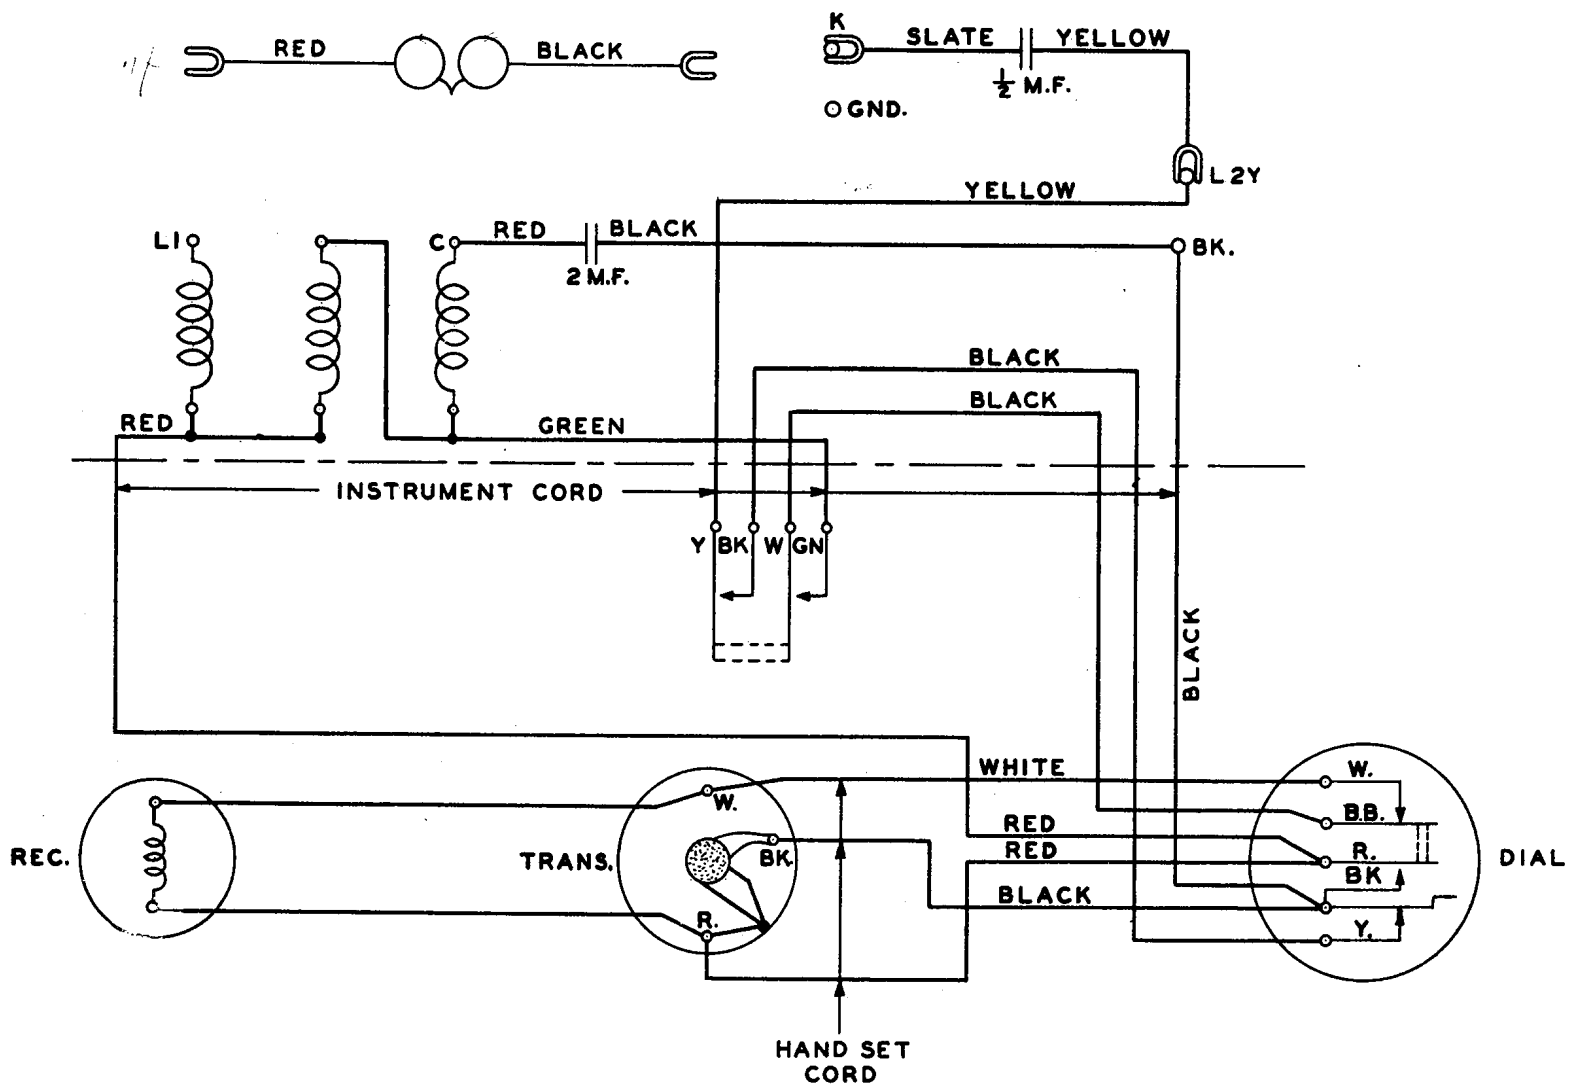 K
RED
BLACK
SLATE
YELLOW
1/2 M.F.
GND.
L2Y
YELLOW
L1
C
RED
BLACK
BK.
2 M.F.
BLACK
BLACK
RED
GREEN
INSTRUMENT CORD
Y BK W GN
BLACK
WHITE
W.
W.
B.B.
RED
REC.
TRANS.
BK.
RED
R.
DIAL
BK
BLACK
R.
Y.
HAND SET
CORD